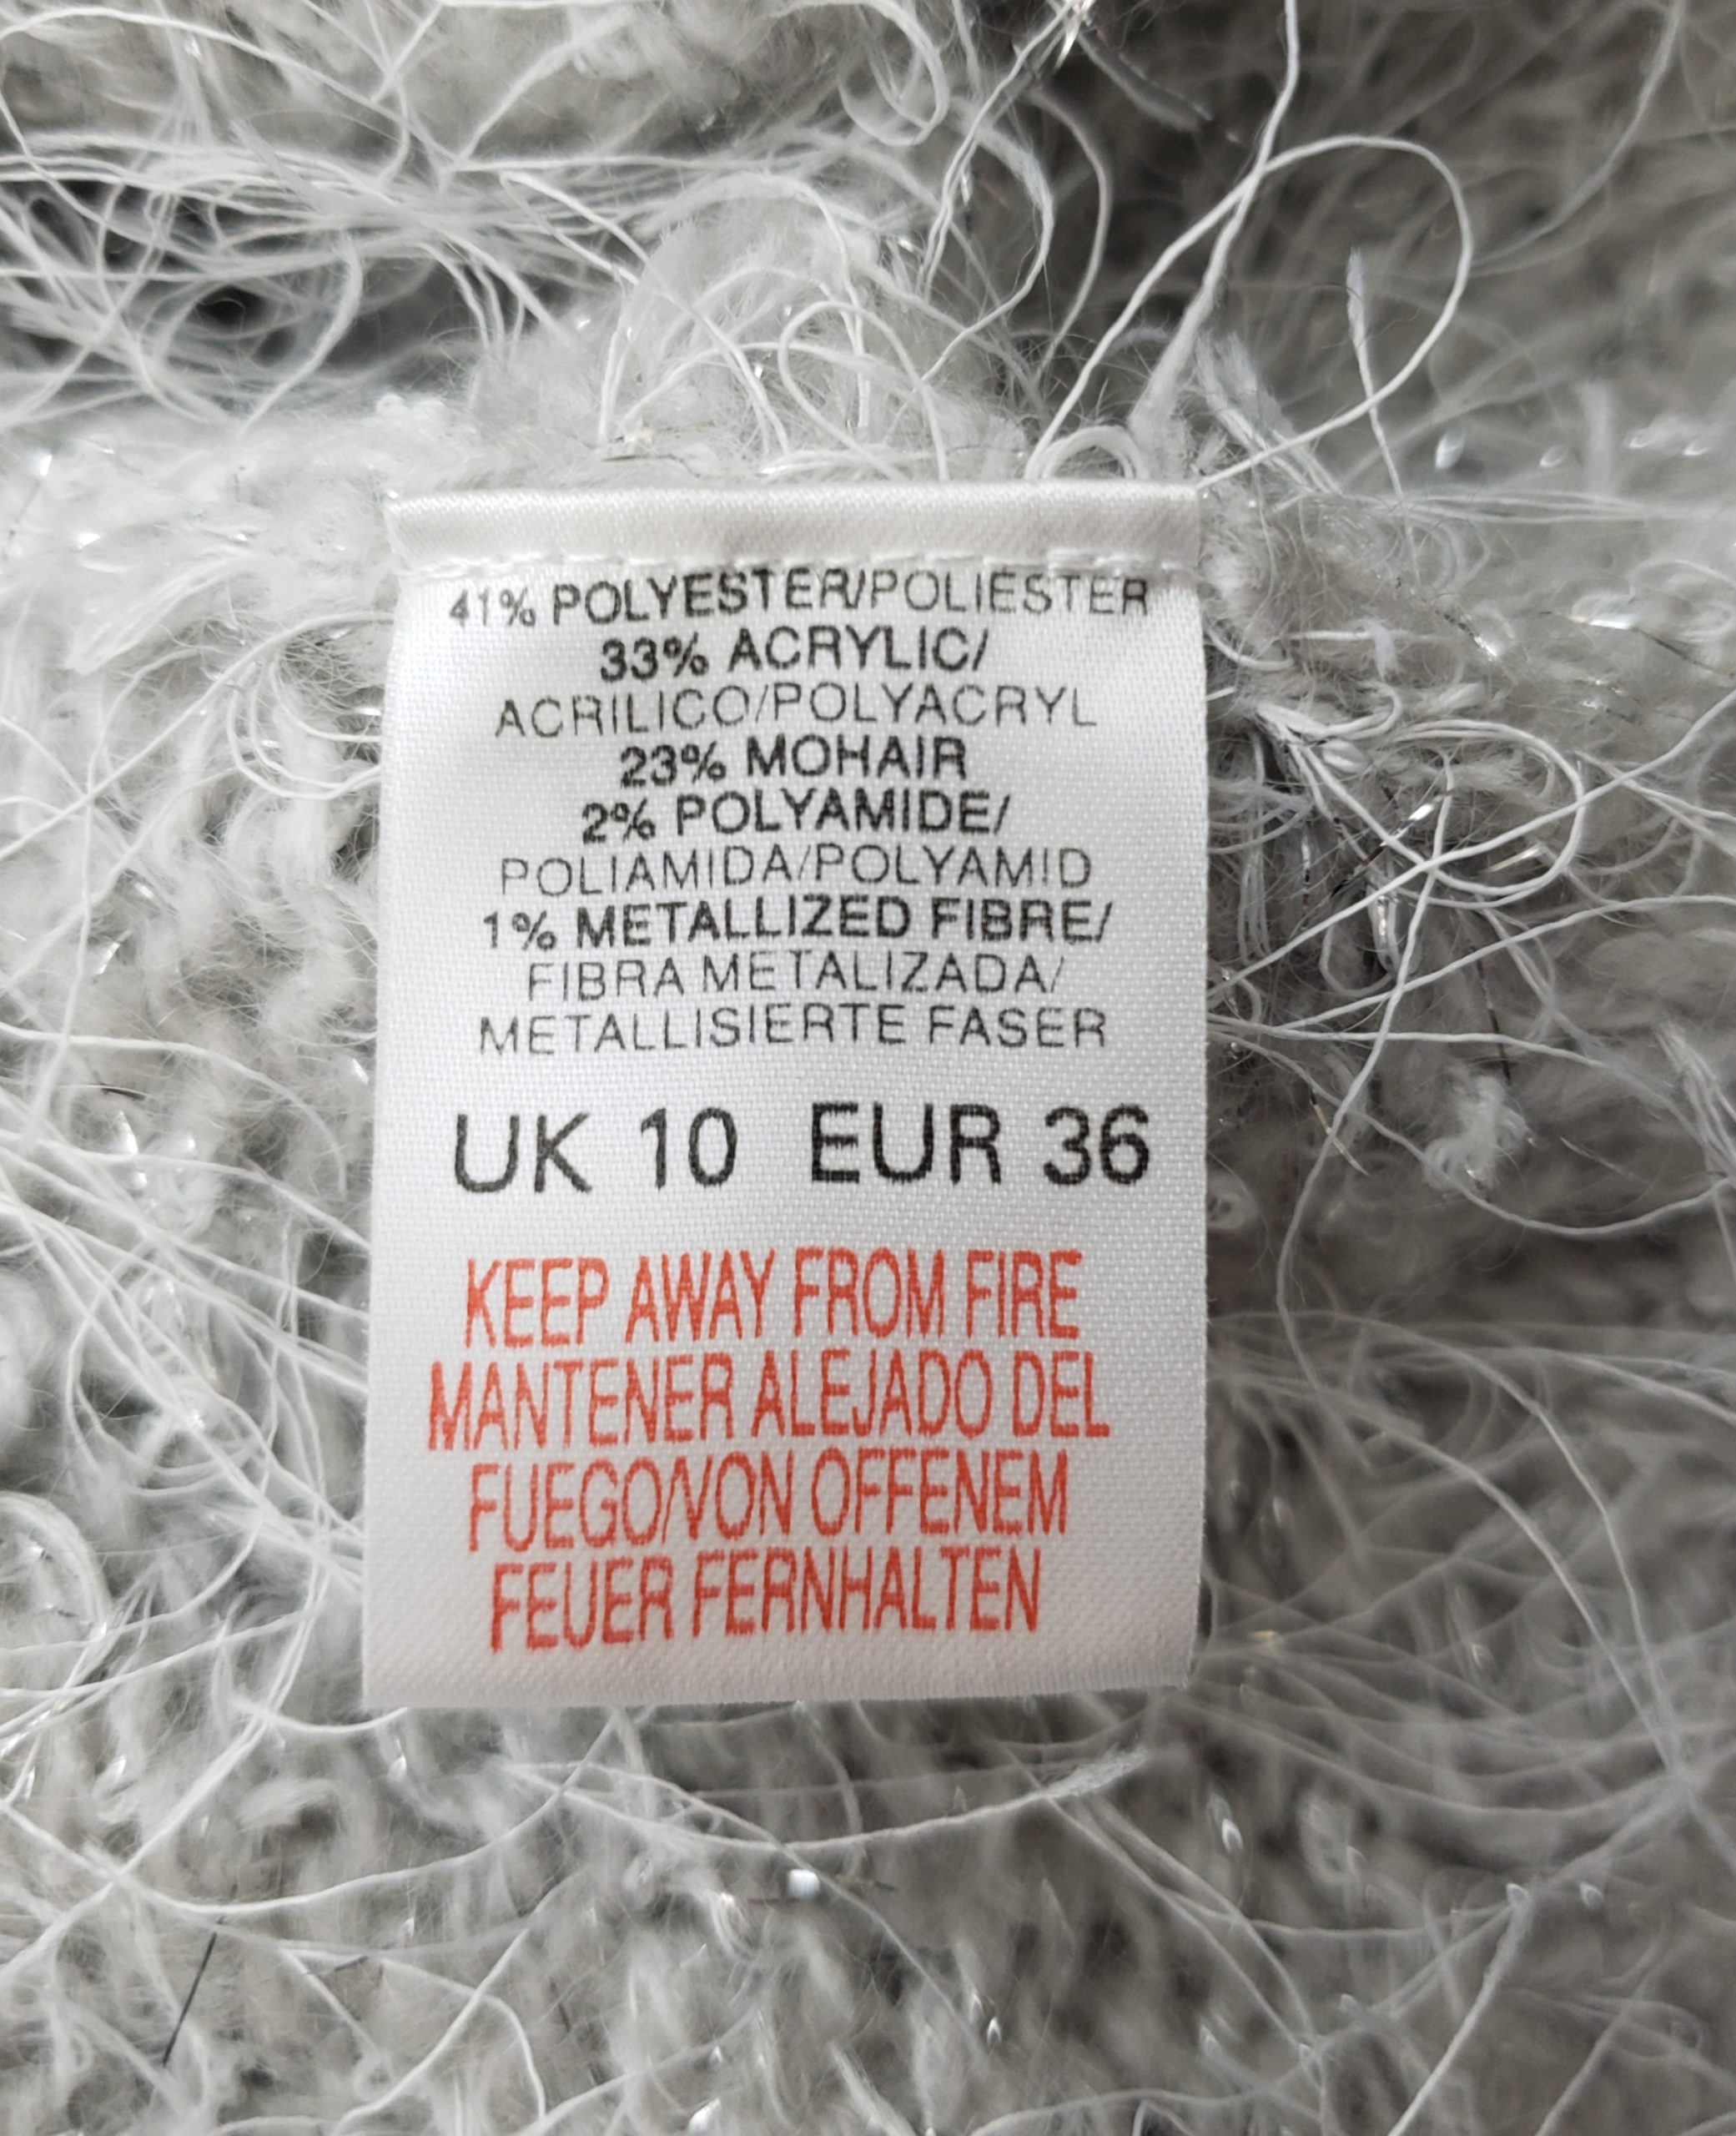 41% POLYESTER/POLIESTER
33% ACRYLIC/
ACRILICO/POLYACRYL
23% MOHAIR
2% POLYAMIDE/
POLIAMIDA/POLYAMID
1% METALLIZED FIBRE/
FIBRA METALIZADA/
METALLISIERTE FASER
UK 10 EUR 36
KEEP AWAY FROM FIRE
MANTENER ALEJADO DEL
FUEGO/VON OFFENEM
FEUER FERNHALTEN